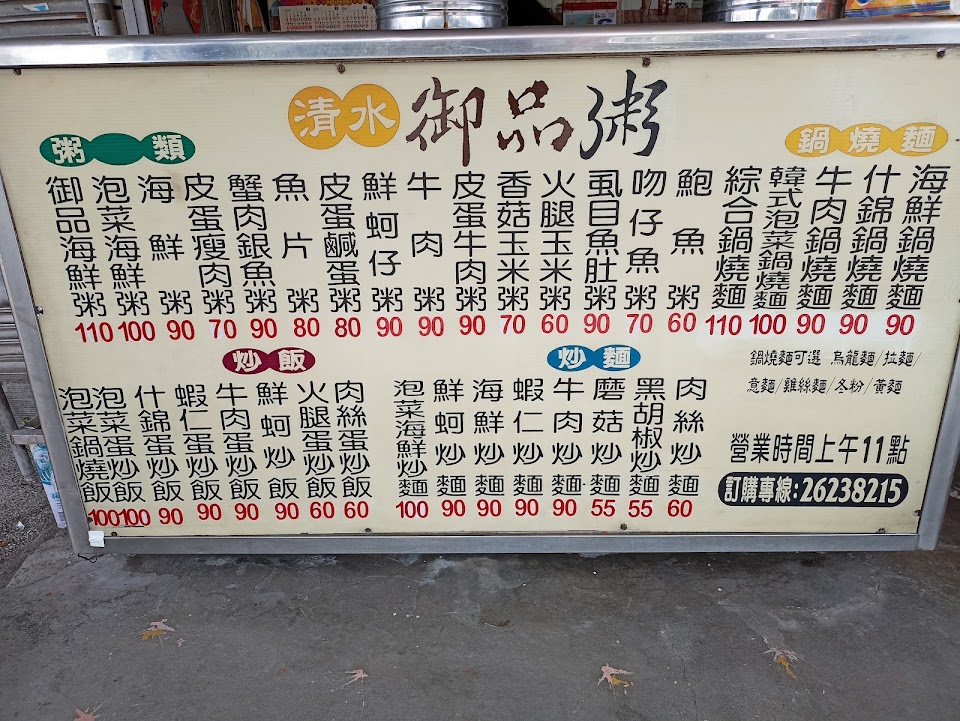 清水 御品粥
粥類
御品海鮮粥 110
泡菜海鮮粥 100
海鮮粥 90
皮蛋瘦肉粥 70
蟹肉銀魚粥 90
魚片粥 80
皮蛋鹹蛋粥 80
鮮蚵仔粥 90
牛肉粥 90
皮蛋牛肉粥 90
香菇玉米粥 70
火腿玉米粥 60
虱目魚肚粥 90
吻仔魚粥 70
鮑魚粥 60
鍋燒麵
綜合鍋燒麵 110
韓式泡菜鍋燒麵 100
牛肉鍋燒麵 90
什錦鍋燒麵 90
海鮮鍋燒麵 90
鍋燒麵可選 烏龍麵/拉麵/
意麵/雞絲麵/冬粉/黃麵
炒飯
泡菜鍋燒飯 100
泡菜蛋炒飯 100
什錦蛋炒飯 90
蝦仁蛋炒飯 90
牛肉蛋炒飯 90
鮮蚵炒飯 90
火腿蛋炒飯 60
肉絲蛋炒飯 60
炒麵
泡菜海鮮炒麵 100
鮮蚵炒麵 90
海鮮炒麵 90
蝦仁炒麵 90
牛肉炒麵 90
磨菇炒麵 55
黑胡椒炒麵 55
肉絲炒麵 60
營業時間上午11點
訂購專線:26238215